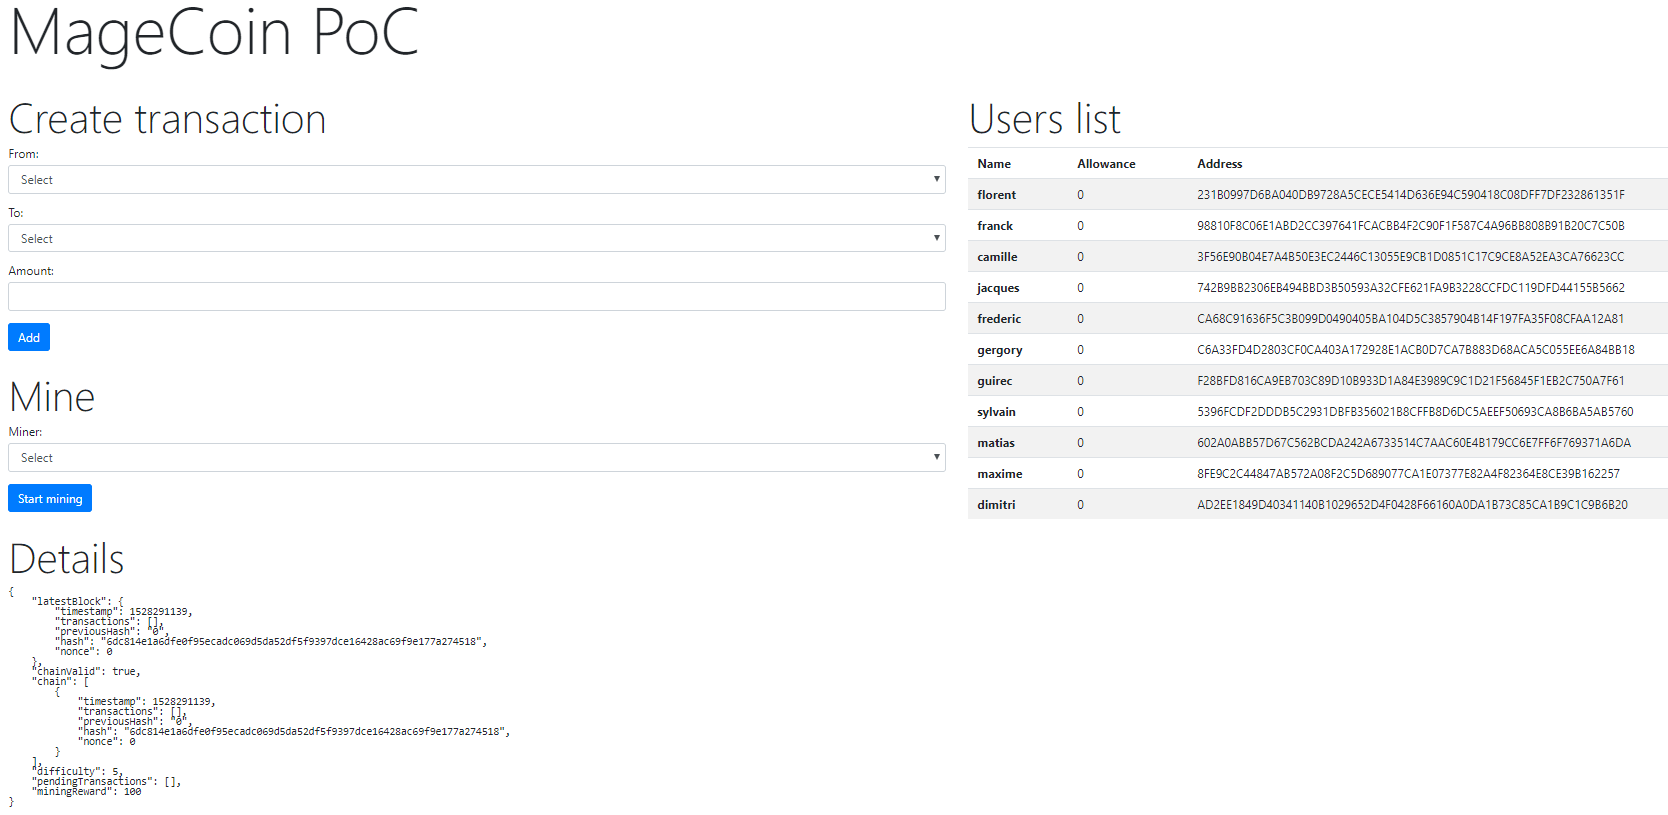 MageCoin PoC
Create transaction
From:
Select
To:
Select
Amount:
Add
Mine
Miner:
Select
Start mining
Details
{
    "latestBlock": {
        "timestamp": 1528291139,
        "transactions": [],
        "previousHash": "0",
        "hash": "6dc814e1a6dfe0f95ecadc069d5da52df5f9397dce16428ac69f9e177a274518",
        "nonce": 0
    },
    "chainValid": true,
    "chain": [
        {
            "timestamp": 1528291139,
            "transactions": [],
            "previousHash": "0",
            "hash": "6dc814e1a6dfe0f95ecadc069d5da52df5f9397dce16428ac69f9e177a274518",
            "nonce": 0
        }
    ],
    "difficulty": 5,
    "pendingTransactions": [],
    "miningReward": 100
}
Users list
Name Allowance Address
florent 0 231B0997D6BA040DB9728A5CECE5414D636E94C590418C08DFF7DF232861351F
franck 0 98810F8C06E1ABD2CC397641FCACBB4F2C90F1F587C4A96BB808B91B20C7C50B
camille 0 3F56E90B04E7A4B50E3EC2446C13055E9CB1D0851C17C9CE8A52EA3CA76623CC
jacques 0 742B9BB2306EB494BBD3B50593A32CFE621FA9B3228CCFDC119DFD44155B5662
frederic 0 CA68C91636F5C3B099D0490405BA104D5C3857904B14F197FA35F08CFAA12A81
gergory 0 C6A33FD4D2803CF0CA403A172928E1ACB0D7CA7B883D68ACA5C055EE6A84BB18
guirec 0 F28BFD816CA9EB703C89D10B933D1A84E3989C9C1D21F56845F1EB2C750A7F61
sylvain 0 5396FCDF2DDDB5C2931DBFB356021B8CFFB8D6DC5AEEF50693CA8B6BA5AB5760
matias 0 602A0ABB57D67C562BCDA242A6733514C7AAC60E4B179CC6E7FF6F769371A6DA
maxime 0 8FE9C2C44847AB572A08F2C5D689077CA1E07377E82A4F82364E8CE39B162257
dimitri 0 AD2EE1849D40341140B1029652D4F0428F66160A0DA1B73C85CA1B9C1C9B6B20